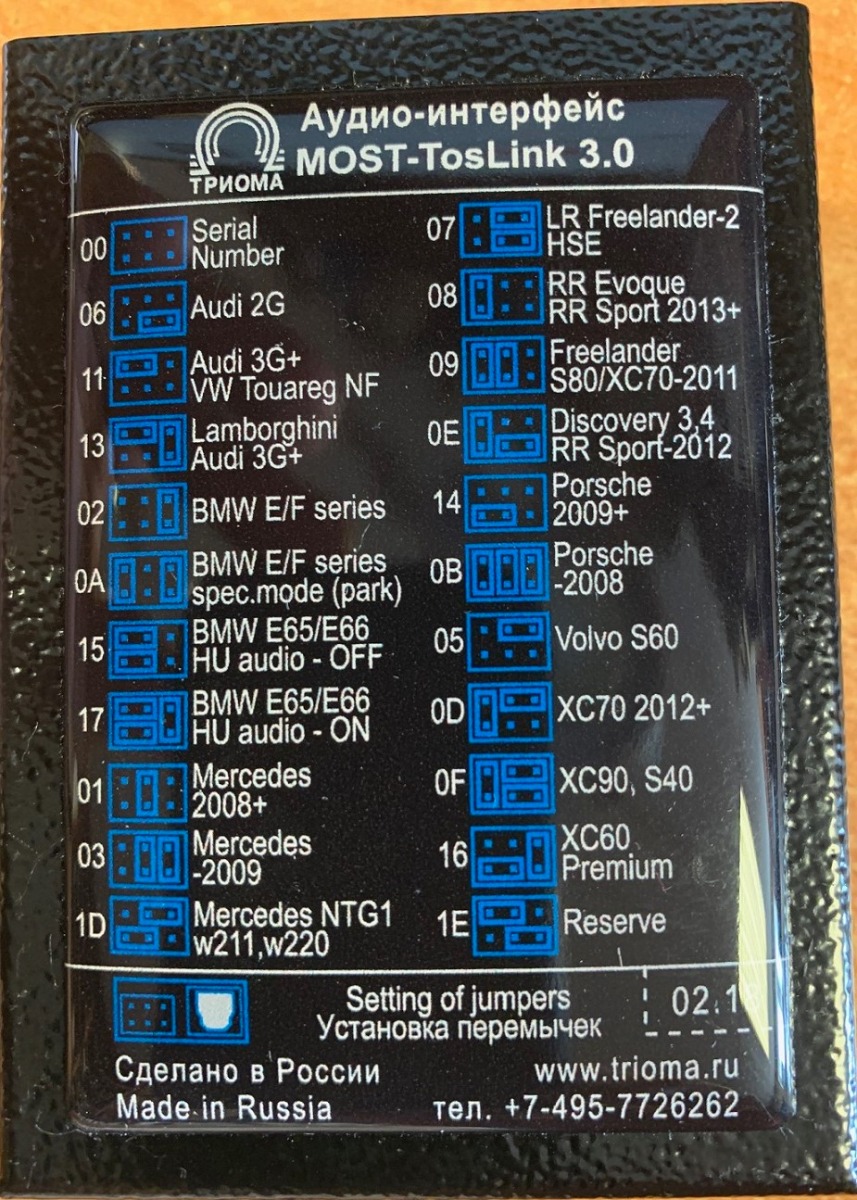 ТРИОМА
Аудио-интерфейс
MOST-TosLink 3.0
00 Serial
Number
06 Audi 2G
11 Audi 3G+
VW Touareg NF
13 Lamborghini
Audi 3G+
02 BMW E/F series
0A BMW E/F series
spec.mode (park)
15 BMW E65/E66
HU audio - OFF
17 BMW E65/E66
HU audio - ON
01 Mercedes
2008+
03 Mercedes
-2009
1D Mercedes NTG1
w211,w220
07 LR Freelander-2
HSE
08 RR Evoque
RR Sport 2013+
09 Freelander
S80/XC70-2011
0E Discovery 3,4
RR Sport-2012
14 Porsche
2009+
0B Porsche
-2008
05 Volvo S60
0D XC70 2012+
0F XC90, S40
16 XC60
Premium
1E Reserve
Setting of jumpers
Установка перемычек
Сделано в России
Made in Russia
www.trioma.ru
тел. +7-495-7726262